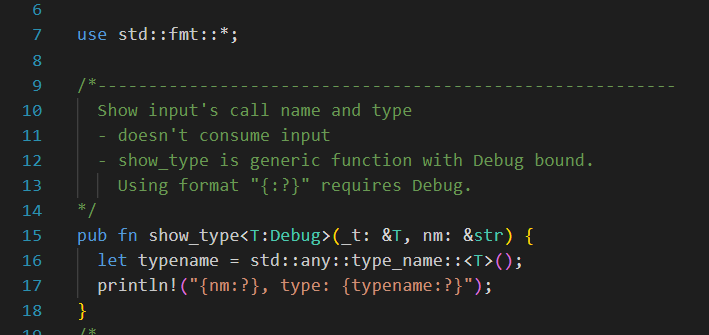 6
7 use std::fmt::*;
8
9 /*---------------------------------------------------------
10 Show input's call name and type
11 - doesn't consume input
12 - show_type is generic function with Debug bound.
13 Using format "{:?}" requires Debug.
14 */
15 pub fn show_type<T:Debug>(_t: &T, nm: &str) {
16 let typename = std::any::type_name::<T>();
17 println!("{nm:?}, type: {typename:?}");
18 }
19 /*